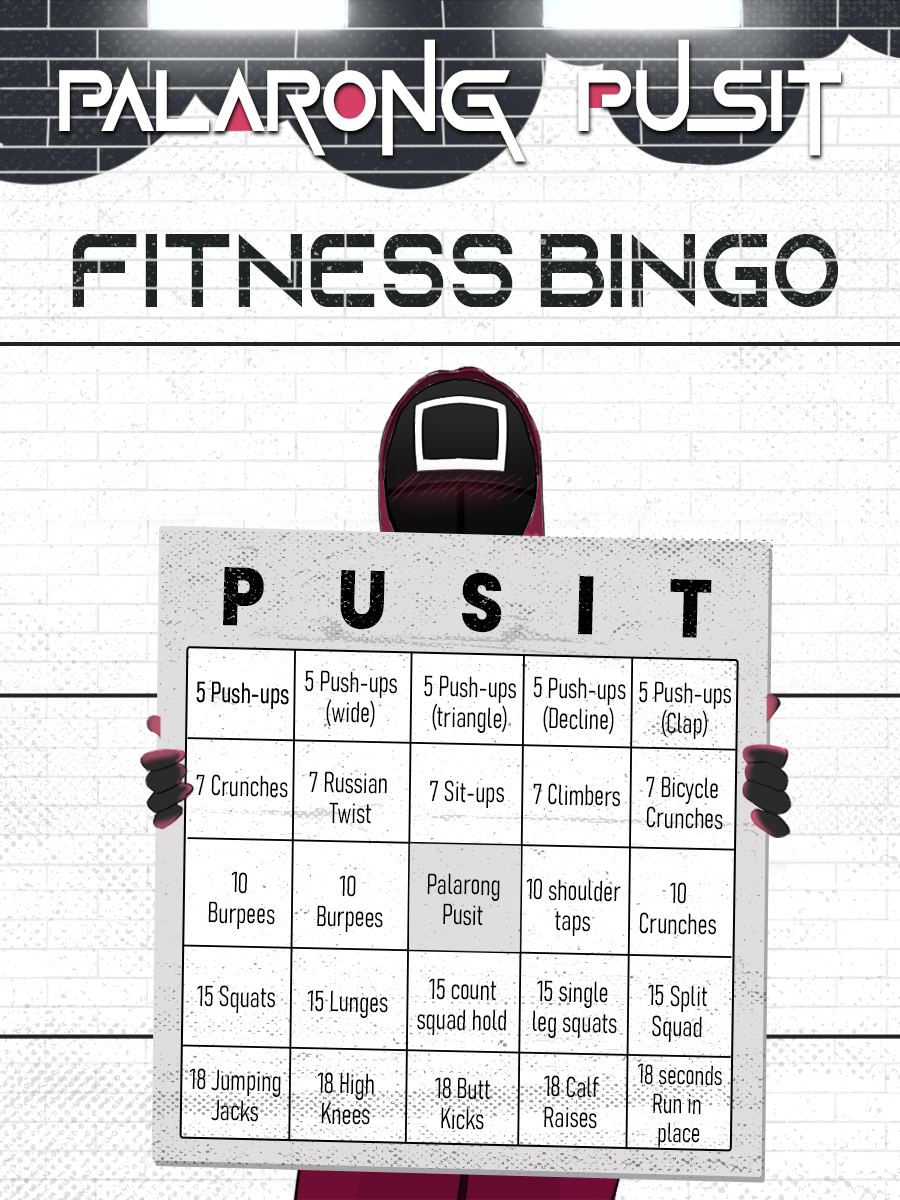 PALARONG PUSIT
FITNESS BINGO
P U S I T
5 Push-ups
5 Push-ups
(wide)
5 Push-ups
(triangle)
5 Push-ups
(Decline)
5 Push-ups
(Clap)
7 Crunches
7 Russian
Twist
7 Sit-ups
7 Climbers
7 Bicycle
Crunches
10
Burpees
10
Burpees
Palarong
Pusit
10 shoulder
taps
10
Crunches
15 Squats
15 Lunges
15 count
squad hold
15 single
leg squats
15 Split
Squad
18 Jumping
Jacks
18 High
Knees
18 Butt
Kicks
18 Calf
Raises
18 seconds
Run in
place